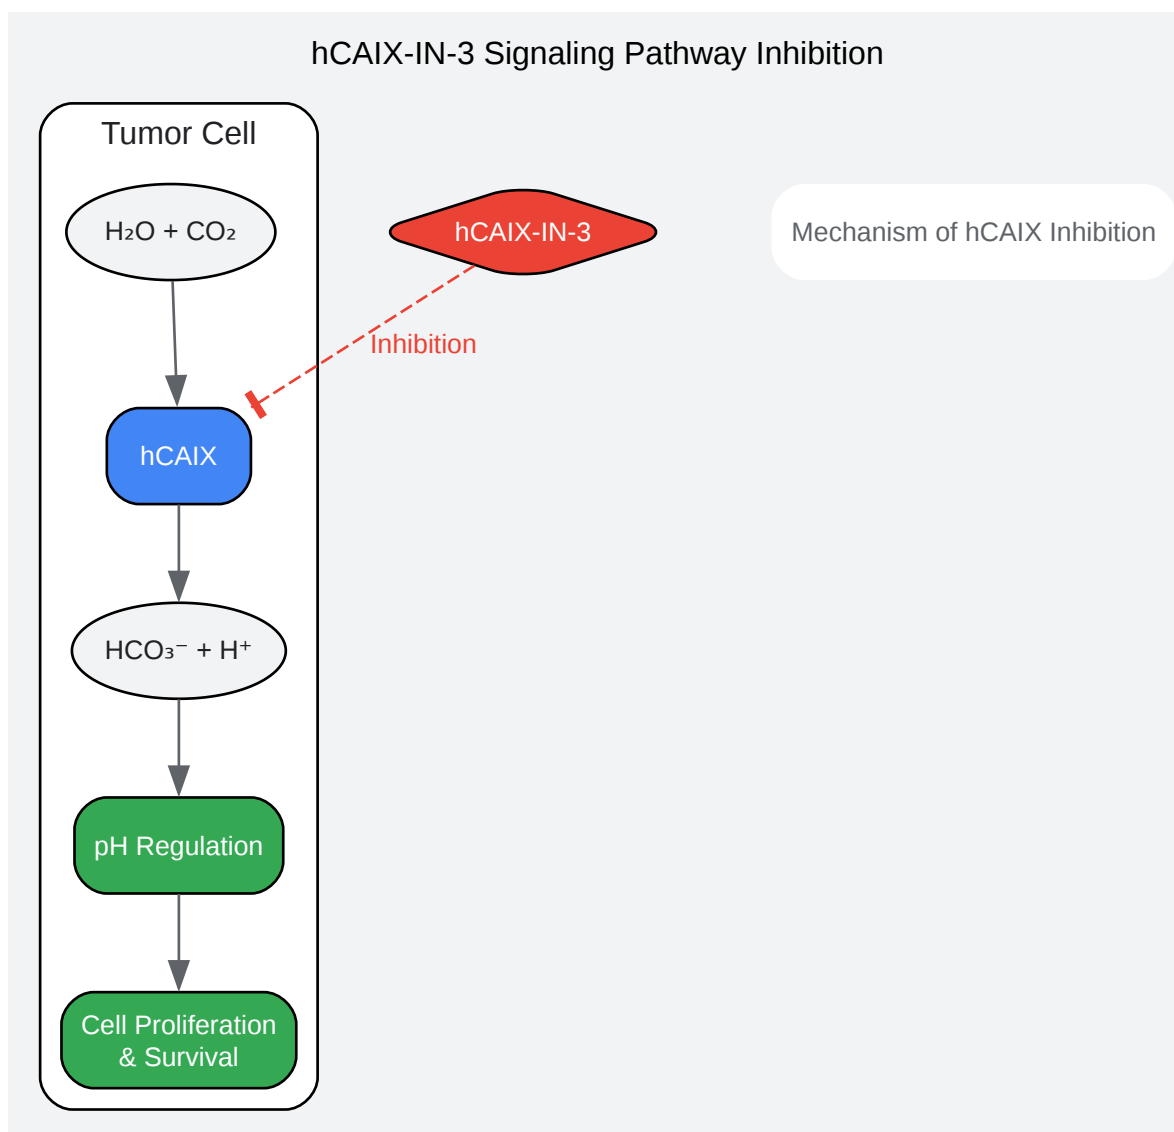 hCAIX-IN-3 Signaling Pathway Inhibition
Tumor Cell
H₂O + CO₂
hCAIX-IN-3
Mechanism of hCAIX Inhibition
Inhibition
hCAIX
HCO₃⁻ + H⁺
pH Regulation
Cell Proliferation
& Survival